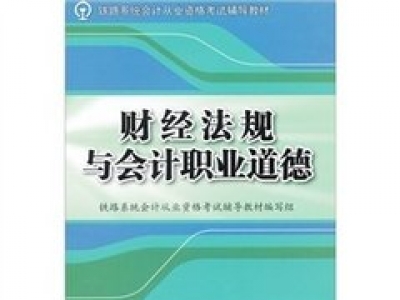 铁路系统会计从业资格考试辅导教材
财经法规
与会计职业道德
铁路系统会计从业资格考试辅导教材编写组